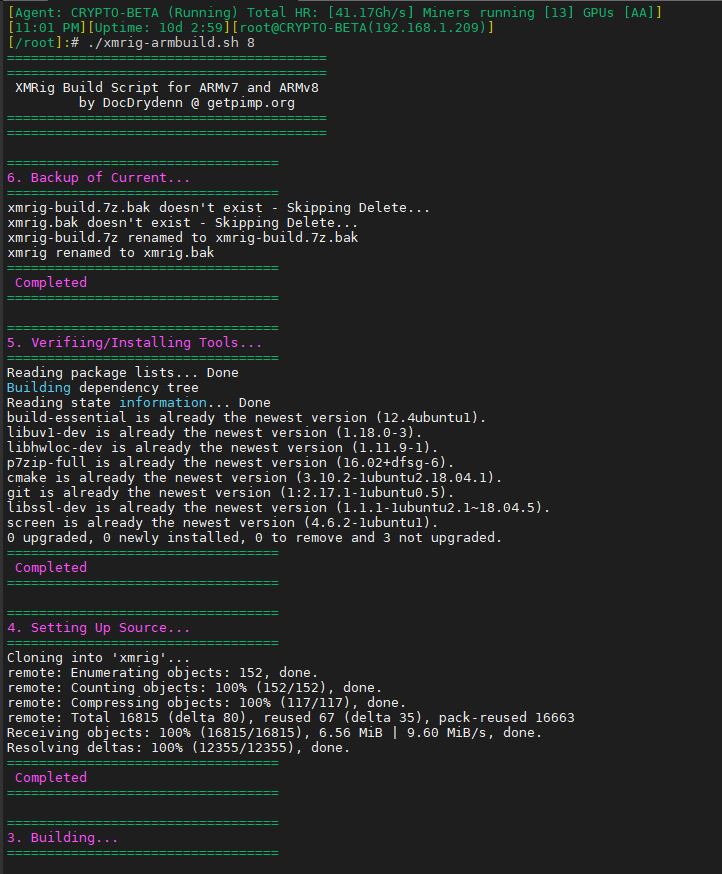 [Agent: CRYPTO-BETA (Running) Total HR: [41.17Gh/s] Miners running [13] GPUs [AA]]
[11:01 PM][Uptime: 10d 2:59][root@CRYPTO-BETA(192.168.1.209)]
[/root]:# ./xmrig-armbuild.sh 8
========================================
========================================
XMRig Build Script for ARMv7 and ARMv8
by DocDrydenn @ getpimp.org
========================================
========================================
==================================
6. Backup of Current...
==================================
xmrig-build.7z.bak doesn't exist - Skipping Delete...
xmrig.bak doesn't exist - Skipping Delete...
xmrig-build.7z renamed to xmrig-build.7z.bak
xmrig renamed to xmrig.bak
==================================
Completed
==================================
==================================
5. Verifiing/Installing Tools...
==================================
Reading package lists... Done
Building dependency tree
Reading state information... Done
build-essential is already the newest version (12.4ubuntu1).
libuv1-dev is already the newest version (1.18.0-3).
libhwloc-dev is already the newest version (1.11.9-1).
p7zip-full is already the newest version (16.02+dfsg-6).
cmake is already the newest version (3.10.2-1ubuntu2.18.04.1).
git is already the newest version (1:2.17.1-1ubuntu0.5).
libssl-dev is already the newest version (1.1.1-1ubuntu2.1~18.04.5).
screen is already the newest version (4.6.2-1ubuntu1).
0 upgraded, 0 newly installed, 0 to remove and 3 not upgraded.
==================================
Completed
==================================
==================================
4. Setting Up Source...
==================================
Cloning into 'xmrig'...
remote: Enumerating objects: 152, done.
remote: Counting objects: 100% (152/152), done.
remote: Compressing objects: 100% (117/117), done.
remote: Total 16815 (delta 80), reused 67 (delta 35), pack-reused 16663
Receiving objects: 100% (16815/16815), 6.56 MiB | 9.60 MiB/s, done.
Resolving deltas: 100% (12355/12355), done.
==================================
Completed
==================================
==================================
3. Building...
==================================